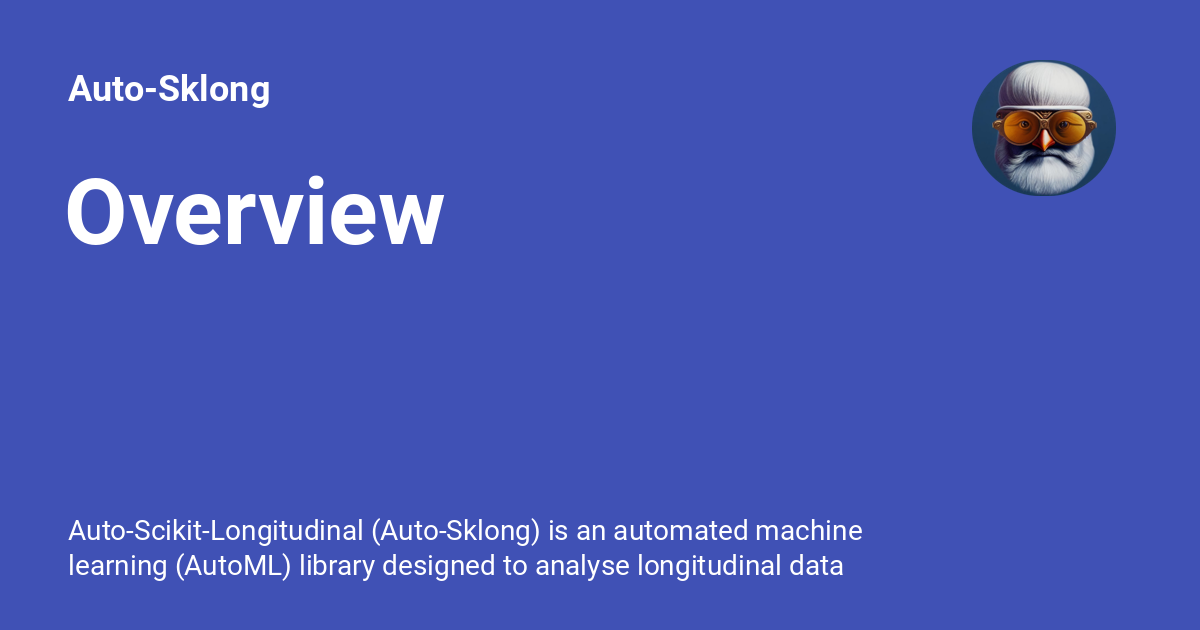 Auto-Sklong
Overview
Auto-Scikit-Longitudinal (Auto-Sklong) is an automated machine
learning (AutoML) library designed to analyse longitudinal data